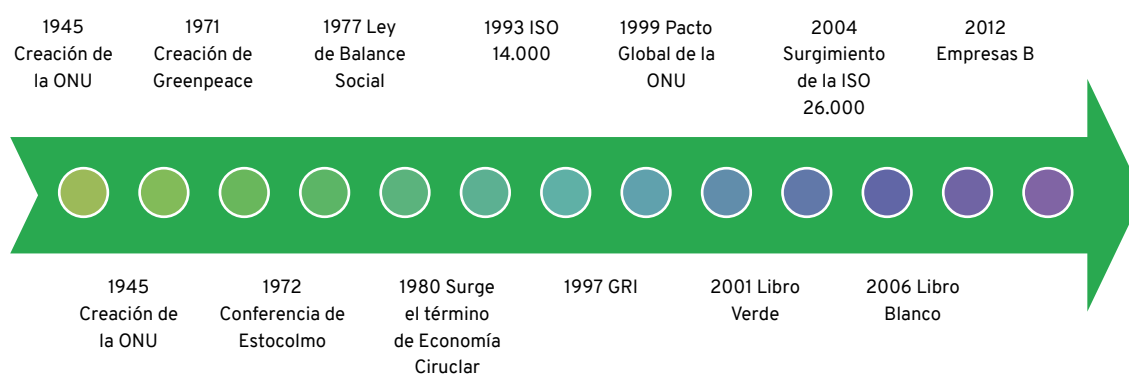 1945
Creación de
la ONU
1971
Creación de
Greenpeace
1977 Ley
de Balance
Social
1993 ISO
14.000
1999 Pacto
Global de la
ONU
2004
Surgimiento
de la ISO
26.000
2012
Empresas B
1945
Creación de
la ONU
1972
Conferencia de
Estocolmo
1980 Surge
el término
de Economía
Ciruclar
1997 GRI
2001 Libro
Verde
2006 Libro
Blanco